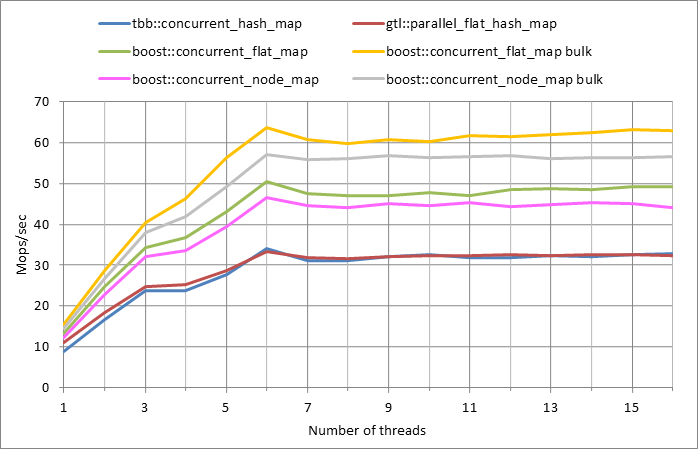 tbb::concurrent_hash_map gtl::parallel_flat_hash_map
boost::concurrent_flat_map boost::concurrent_flat_map bulk
boost::concurrent_node_map boost::concurrent_node_map bulk
70
60
50
40
30
20
10
0
Mops/sec
1 3 5 7 9 11 13 15
Number of threads